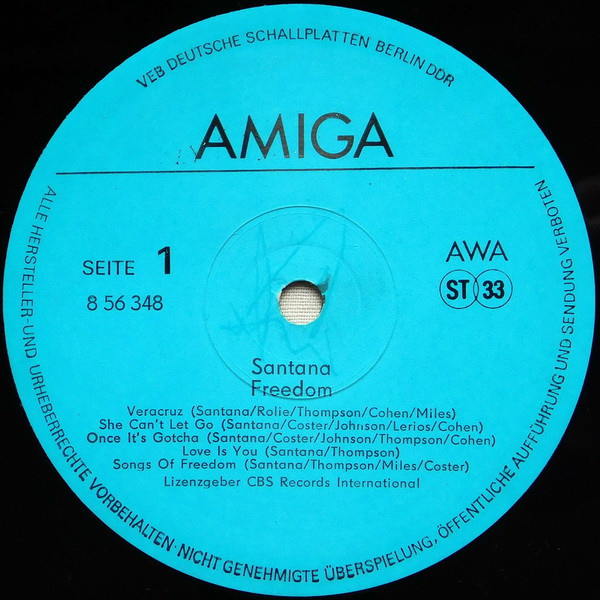 VEB DEUTSCHE SCHALLPLATTEN BERLIN DDR
AMIGA
SEITE 1
8 56 348
AWA
ST 33
Santana
Freedom
Veracruz (Santana/Rolie/Thompson/Cohen/Miles)
She Can't Let Go (Santana/Coster/Johnson/Lerios/Cohen)
Once It's Gotcha (Santana/Coster/Johnson/Thompson/Cohen)
Love Is You (Santana/Thompson)
Songs Of Freedom (Santana/Thompson/Miles/Coster)
Lizenzgeber CBS Records International
ALLE HERSTELLER-UND URHEBERRECHTE VORBEHALTEN·NICHT GENEHMIGTE ÜBERSPIELUNG, ÖFFENTLICHE AUFFÜHRUNG UND SENDUNG VERBOTEN